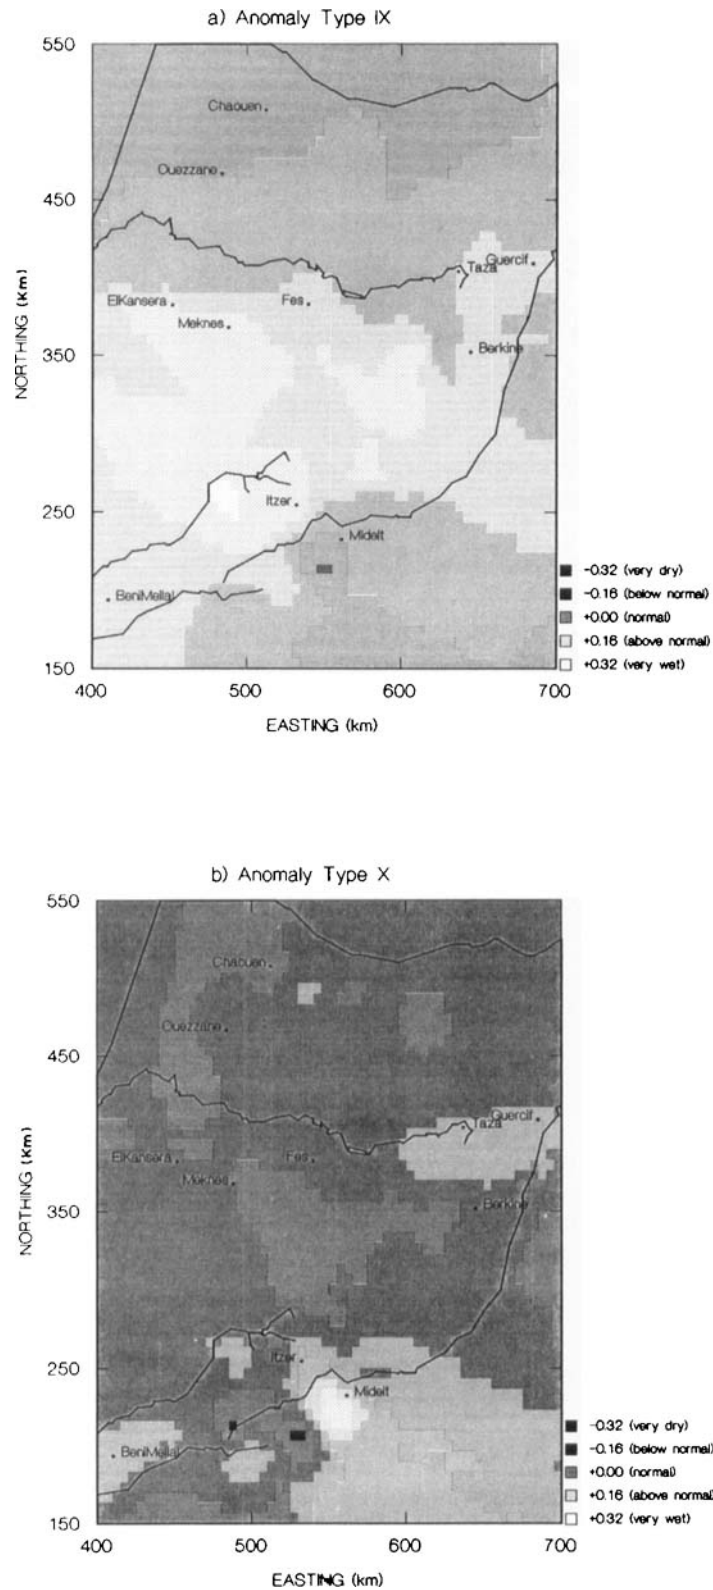 a) Anomaly Type IX
550
Chaouen
Ouezzane
450
Guercif
Taza
ElKansera
Fes
Meknes
NORTHING (Km)
350
Berkine
250
Itzer
Midelt
BeniMellal
-0.32 (very dry)
-0.16 (below normal)
+0.00 (normal)
+0.16 (above normal)
+0.32 (very wet)
150
400 500 600 700
EASTING (km)
b) Anomaly Type X
550
Chaouen
Ouezzane
450
Guercif
Taza
ElKansera
Fes
Meknes
NORTHING (Km)
350
Berkine
Itzer
250
Midelt
BeniMellal
-0.32 (very dry)
-0.16 (below normal)
+0.00 (normal)
+0.16 (above normal)
+0.32 (very wet)
150
400 500 600 700
EASTING (km)